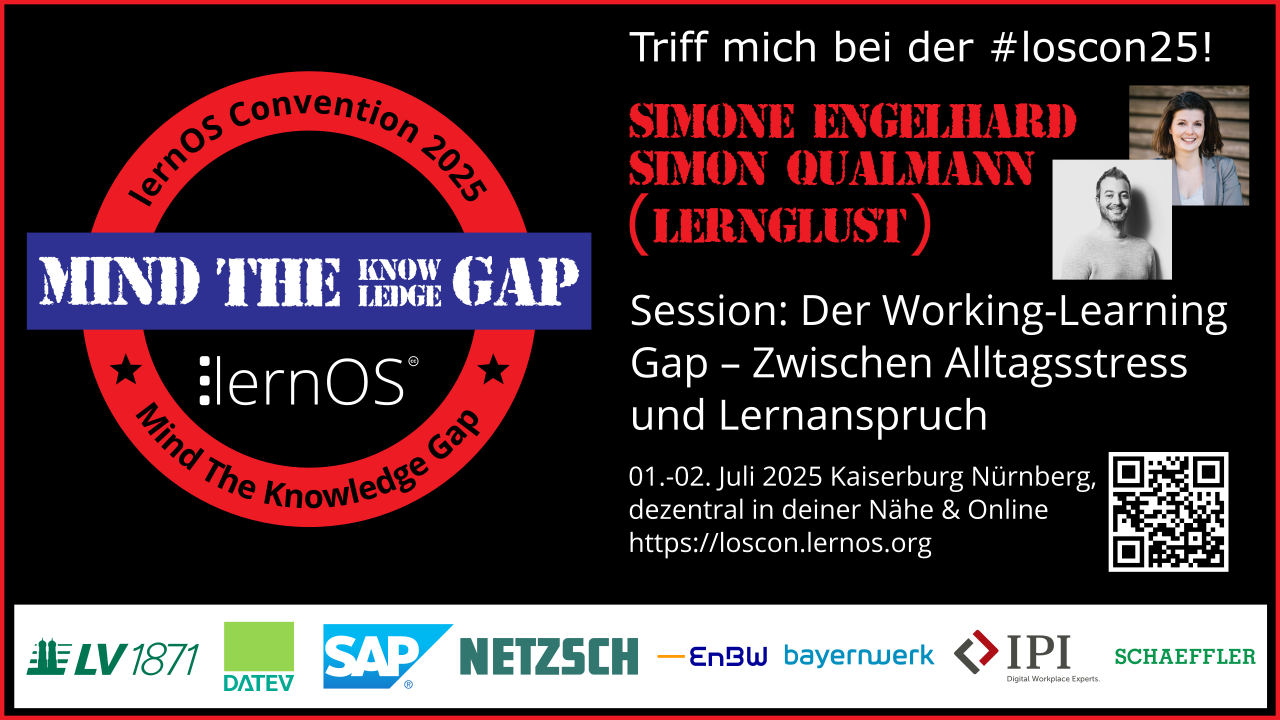 lernOS Convention 2025
MIND THE KNOW LEDGE GAP
lernOS
cc
Mind The Knowledge Gap
Triff mich bei der #loscon25!
SIMONE ENGELHARD
SIMON QUALMANN
(LERNGLUST)
Session: Der Working-Learning
Gap – Zwischen Alltagsstress
und Lernanspruch
01.-02. Juli 2025 Kaiserburg Nürnberg,
dezentral in deiner Nähe & Online
https://loscon.lernos.org
LV 1871
DATEV
SAP®
NETZSCH
EnBW
bayernwerk
IPI
Digital Workplace Experts.
SCHAEFFLER